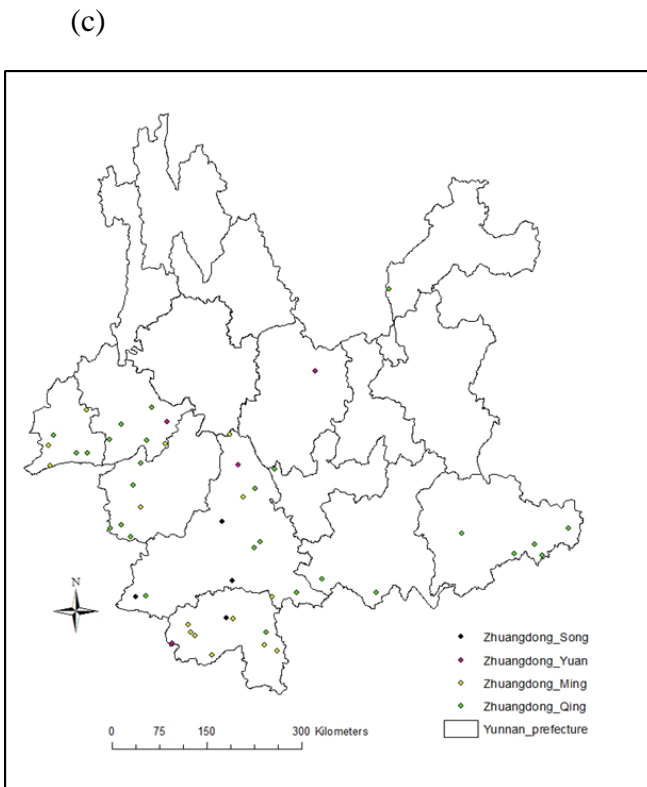 (c)
N
Zhuangdong_Song
Zhuangdong_Yuan
Zhuangdong_Ming
Zhuangdong_Qing
Yunnan_prefecture
0 75 150 300 Kilometers